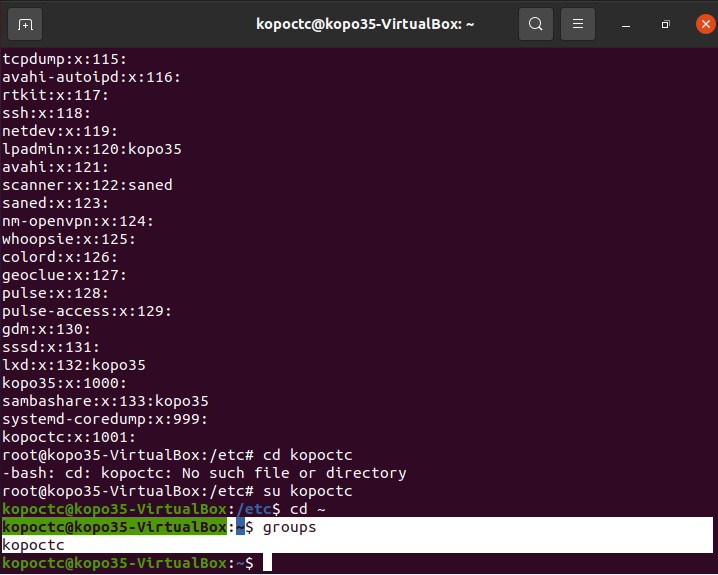 kopoctc@kopo35-VirtualBox: ~
tcpdump:x:115:
avahi-autoipd:x:116:
rtkit:x:117:
ssh:x:118:
netdev:x:119:
lpadmin:x:120:kopo35
avahi:x:121:
scanner:x:122:saned
saned:x:123:
nm-openvpn:x:124:
whoopsie:x:125:
colord:x:126:
geoclue:x:127:
pulse:x:128:
pulse-access:x:129:
gdm:x:130:
sssd:x:131:
lxd:x:132:kopo35
kopo35:x:1000:
sambashare:x:133:kopo35
systemd-coredump:x:999:
kopoctc:x:1001:
root@kopo35-VirtualBox:/etc# cd kopoctc
-bash: cd: kopoctc: No such file or directory
root@kopo35-VirtualBox:/etc# su kopoctc
kopoctc@kopo35-VirtualBox:/etc$ cd ~
kopoctc@kopo35-VirtualBox:~$ groups
kopoctc
kopoctc@kopo35-VirtualBox:~$